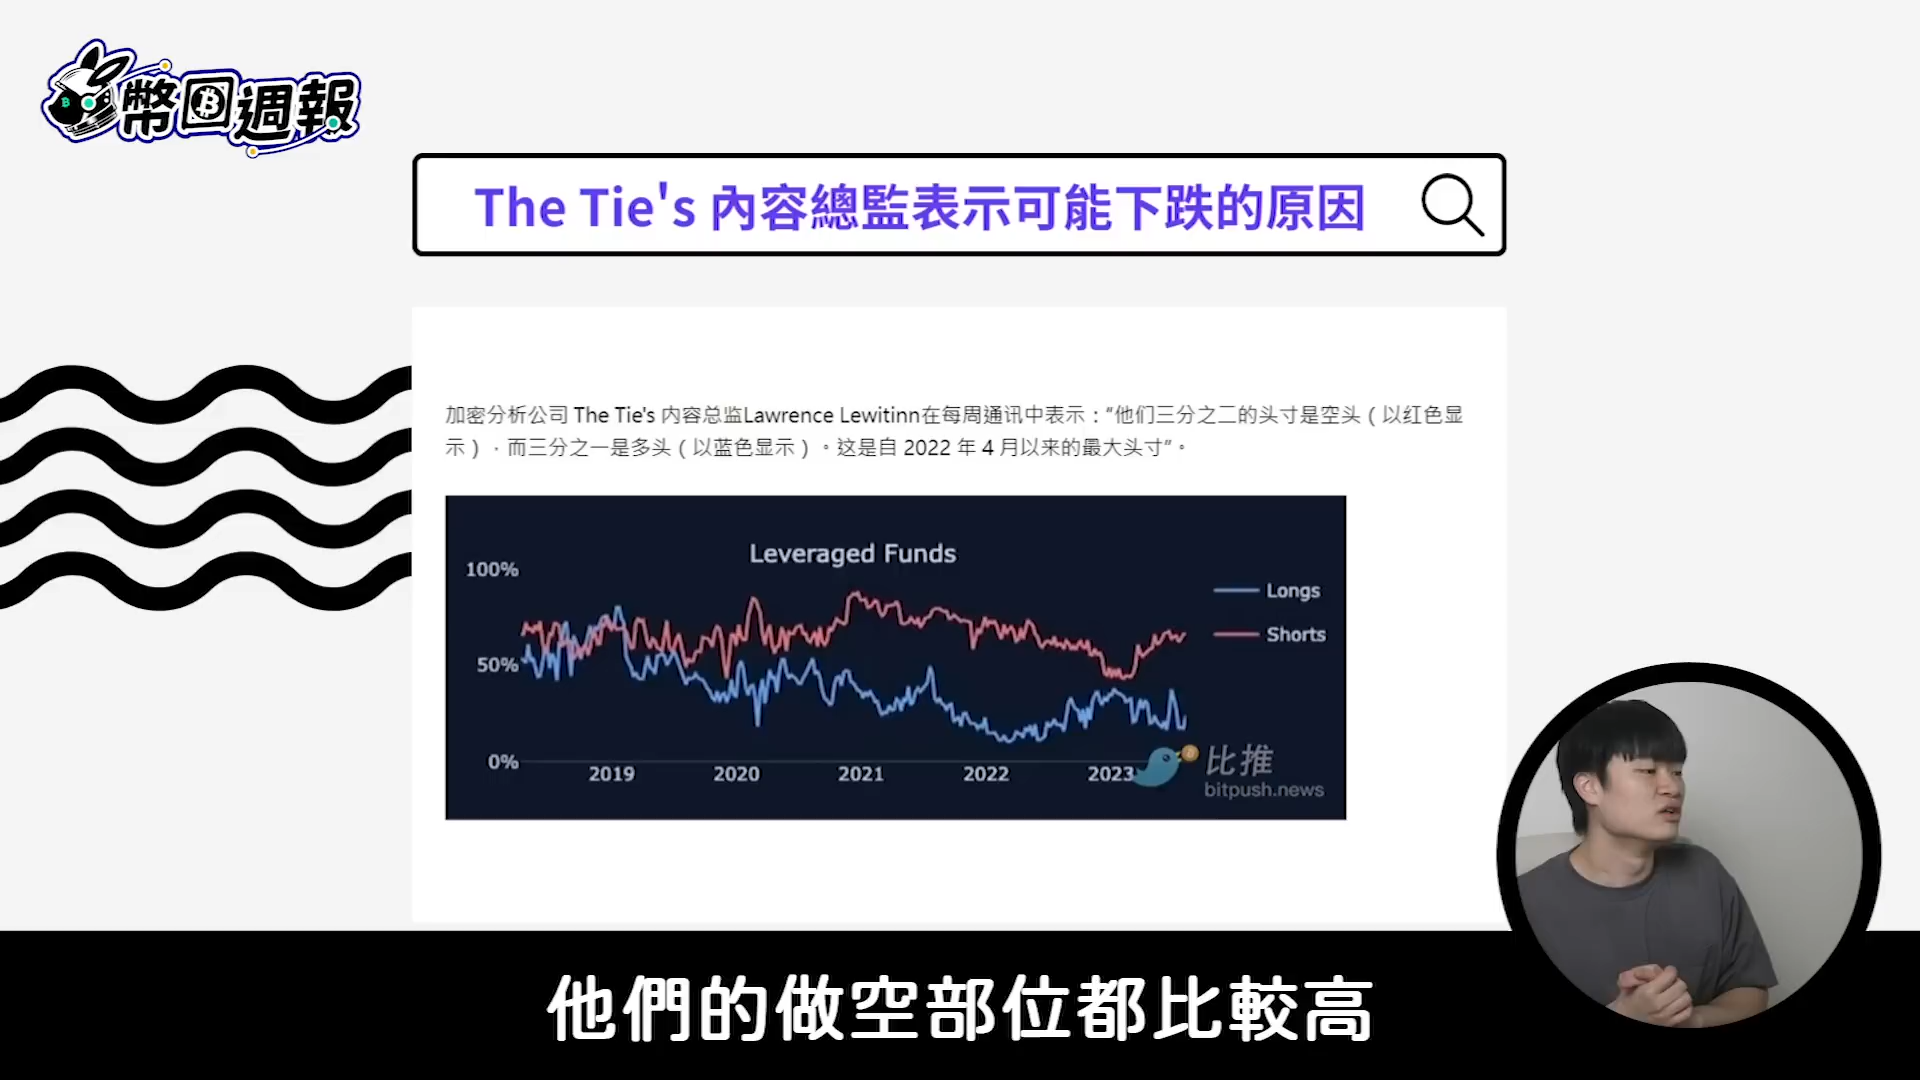 幣圈週報
The Tie's 內容總監表示可能下跌的原因
加密分析公司 The Tie's 内容总监Lawrence Lewitinn在每周通讯中表示：“他们三分之二的头寸是空头（以红色显
示），而三分之一是多头（以蓝色显示）。这是自 2022 年 4 月以来的最大头寸”。
Leveraged Funds
100%
50%
0%
Longs
Shorts
2019 2020 2021 2022 2023
比推
bitpush.news
他們的做空部位都比較高